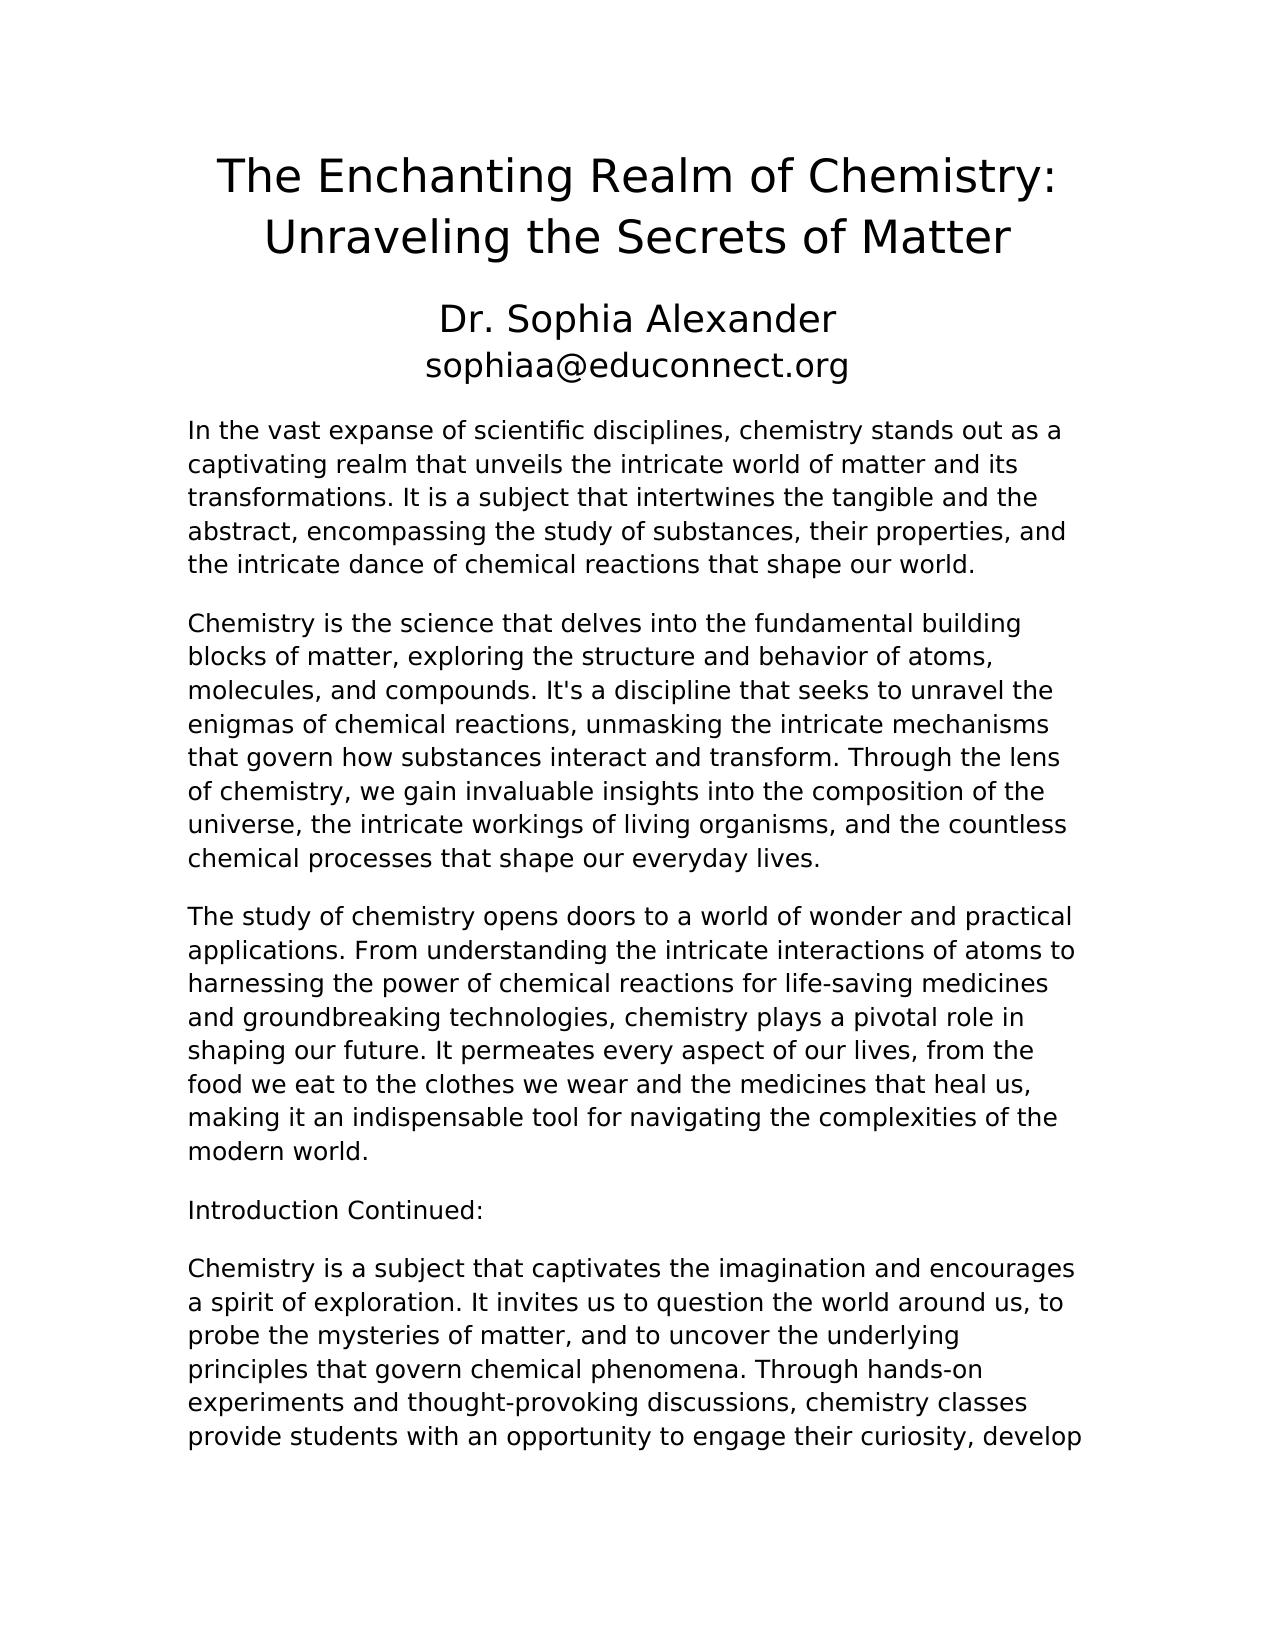 The Enchanting Realm of Chemistry:
Unraveling the Secrets of Matter
Dr. Sophia Alexander
sophiaa@educonnect.org
In the vast expanse of scientific disciplines, chemistry stands out as a
captivating realm that unveils the intricate world of matter and its
transformations. It is a subject that intertwines the tangible and the
abstract, encompassing the study of substances, their properties, and
the intricate dance of chemical reactions that shape our world.
Chemistry is the science that delves into the fundamental building
blocks of matter, exploring the structure and behavior of atoms,
molecules, and compounds. It's a discipline that seeks to unravel the
enigmas of chemical reactions, unmasking the intricate mechanisms
that govern how substances interact and transform. Through the lens
of chemistry, we gain invaluable insights into the composition of the
universe, the intricate workings of living organisms, and the countless
chemical processes that shape our everyday lives.
The study of chemistry opens doors to a world of wonder and practical
applications. From understanding the intricate interactions of atoms to
harnessing the power of chemical reactions for life-saving medicines
and groundbreaking technologies, chemistry plays a pivotal role in
shaping our future. It permeates every aspect of our lives, from the
food we eat to the clothes we wear and the medicines that heal us,
making it an indispensable tool for navigating the complexities of the
modern world.
Introduction Continued:
Chemistry is a subject that captivates the imagination and encourages
a spirit of exploration. It invites us to question the world around us, to
probe the mysteries of matter, and to uncover the underlying
principles that govern chemical phenomena. Through hands-on
experiments and thought-provoking discussions, chemistry classes
provide students with an opportunity to engage their curiosity, develop